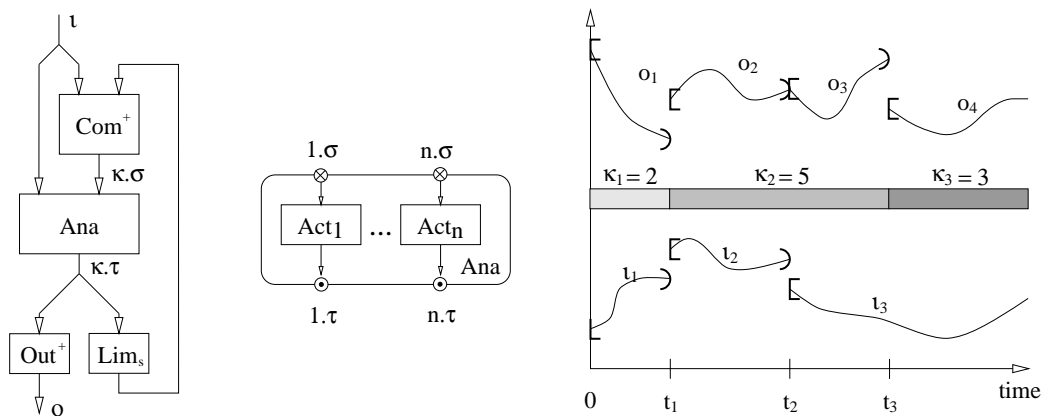 ι
Com⁺
κ.σ
Ana
κ.τ
Out⁺ Limₛ
o
1.σ n.σ
Act₁ ... Actₙ
Ana
1.τ n.τ
o₁ o₂ o₃ o₄
κ₁ = 2 κ₂ = 5 κ₃ = 3
ι₁ ι₂ ι₃
0 t₁ t₂ t₃ time